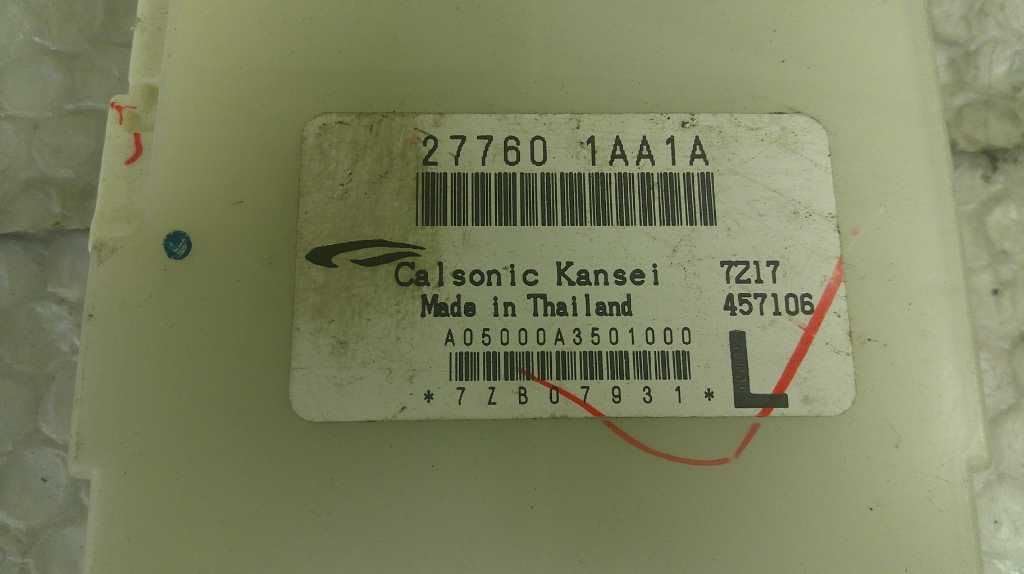 27760 1AA1A
Calsonic Kansei 7Z17
Made in Thailand 457106
A05000A3501000
*7ZB07931*
L